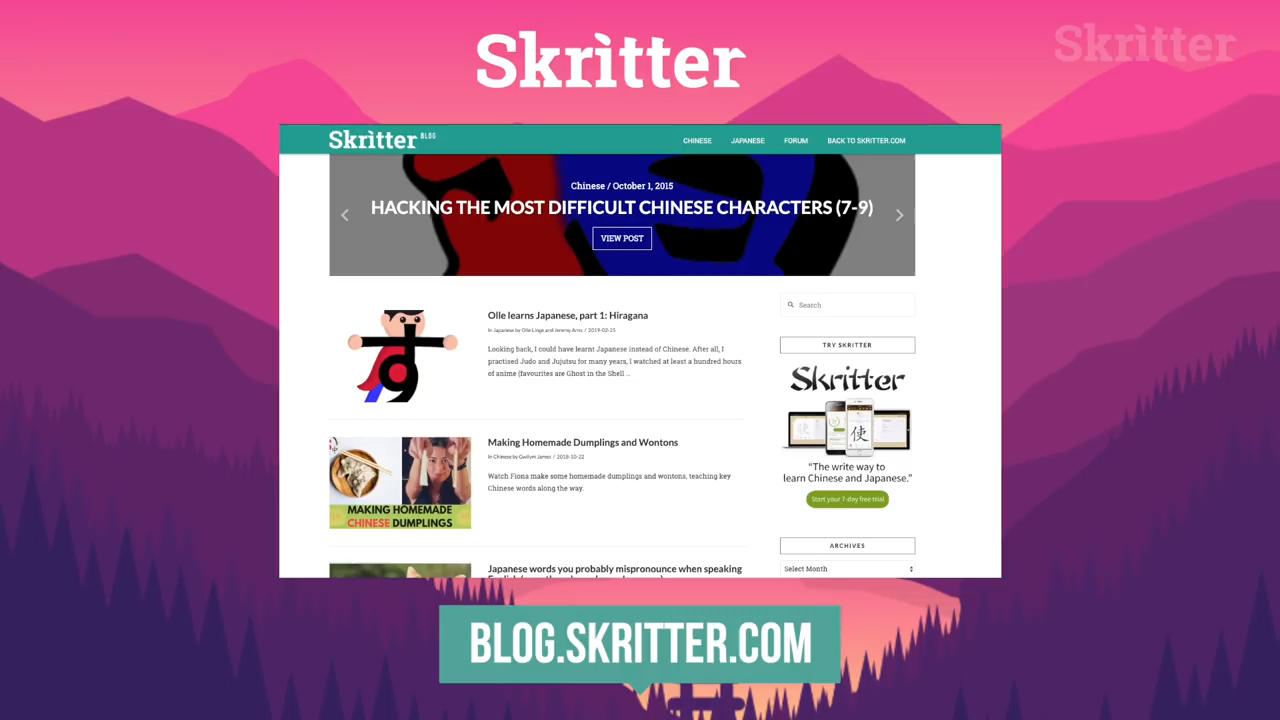 Skritter
Skritter
Skritter BLOG
CHINESE
JAPANESE
FORUM
BACK TO SKRITTER.COM
Chinese / October 1, 2015
HACKING THE MOST DIFFICULT CHINESE CHARACTERS (7-9)
VIEW POST
Olle learns Japanese, part 1: Hiragana
In Japanese by Olle Linge and Jeremy Arns / 2019-02-25
Looking back, I could have learnt Japanese instead of Chinese. After all, I
practised Judo and Jujutsu for many years, I watched at least a hundred hours
of anime (favourites are Ghost in the Shell ...
Making Homemade Dumplings and Wontons
In Chinese by Gwilym James / 2018-10-22
Watch Fiona make some homemade dumplings and wontons, teaching key
Chinese words along the way.
MAKING HOMEMADE
CHINESE DUMPLINGS
Japanese words you probably mispronounce when speaking
Search
TRY SKRITTER
Skritter
使
“The write way to
learn Chinese and Japanese.”
Start your 7-day free trial
ARCHIVES
Select Month
BLOG.SKRITTER.COM